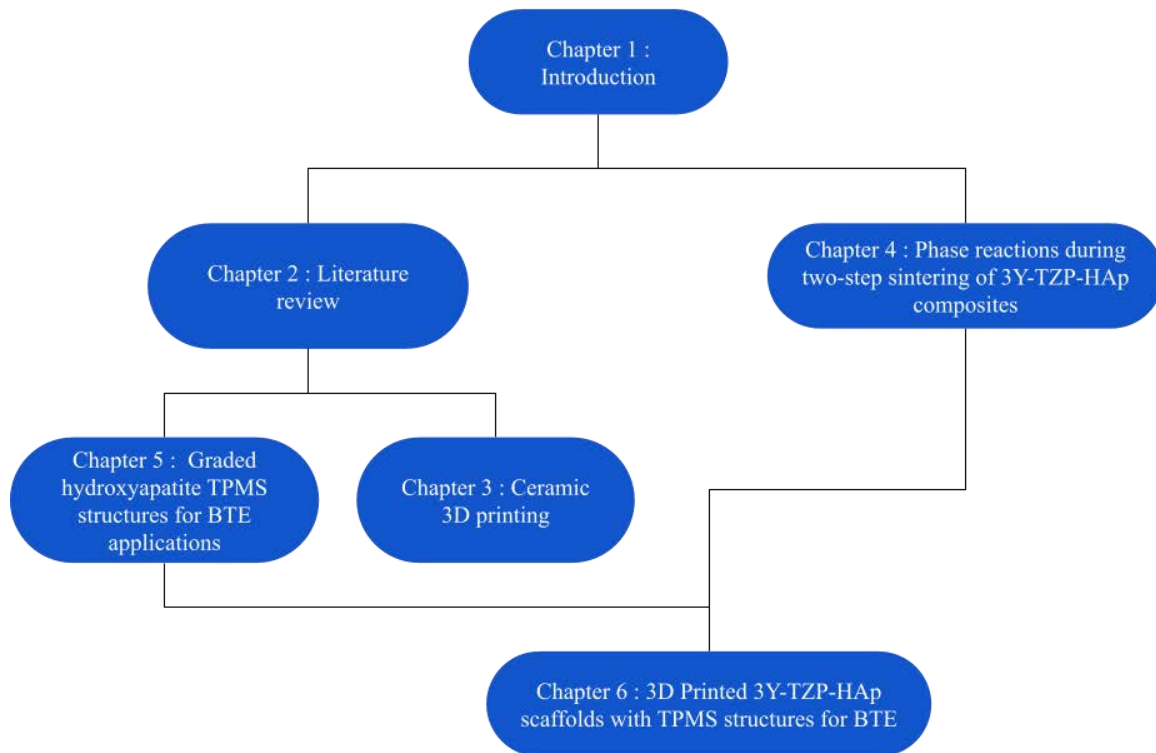 Chapter 1 :
Introduction
Chapter 2 : Literature
review
Chapter 4 : Phase reactions during
two-step sintering of 3Y-TZP-HAp
composites
Chapter 5 : Graded
hydroxyapatite TPMS
structures for BTE
applications
Chapter 3 : Ceramic
3D printing
Chapter 6 : 3D Printed 3Y-TZP-HAp
scaffolds with TPMS structures for BTE